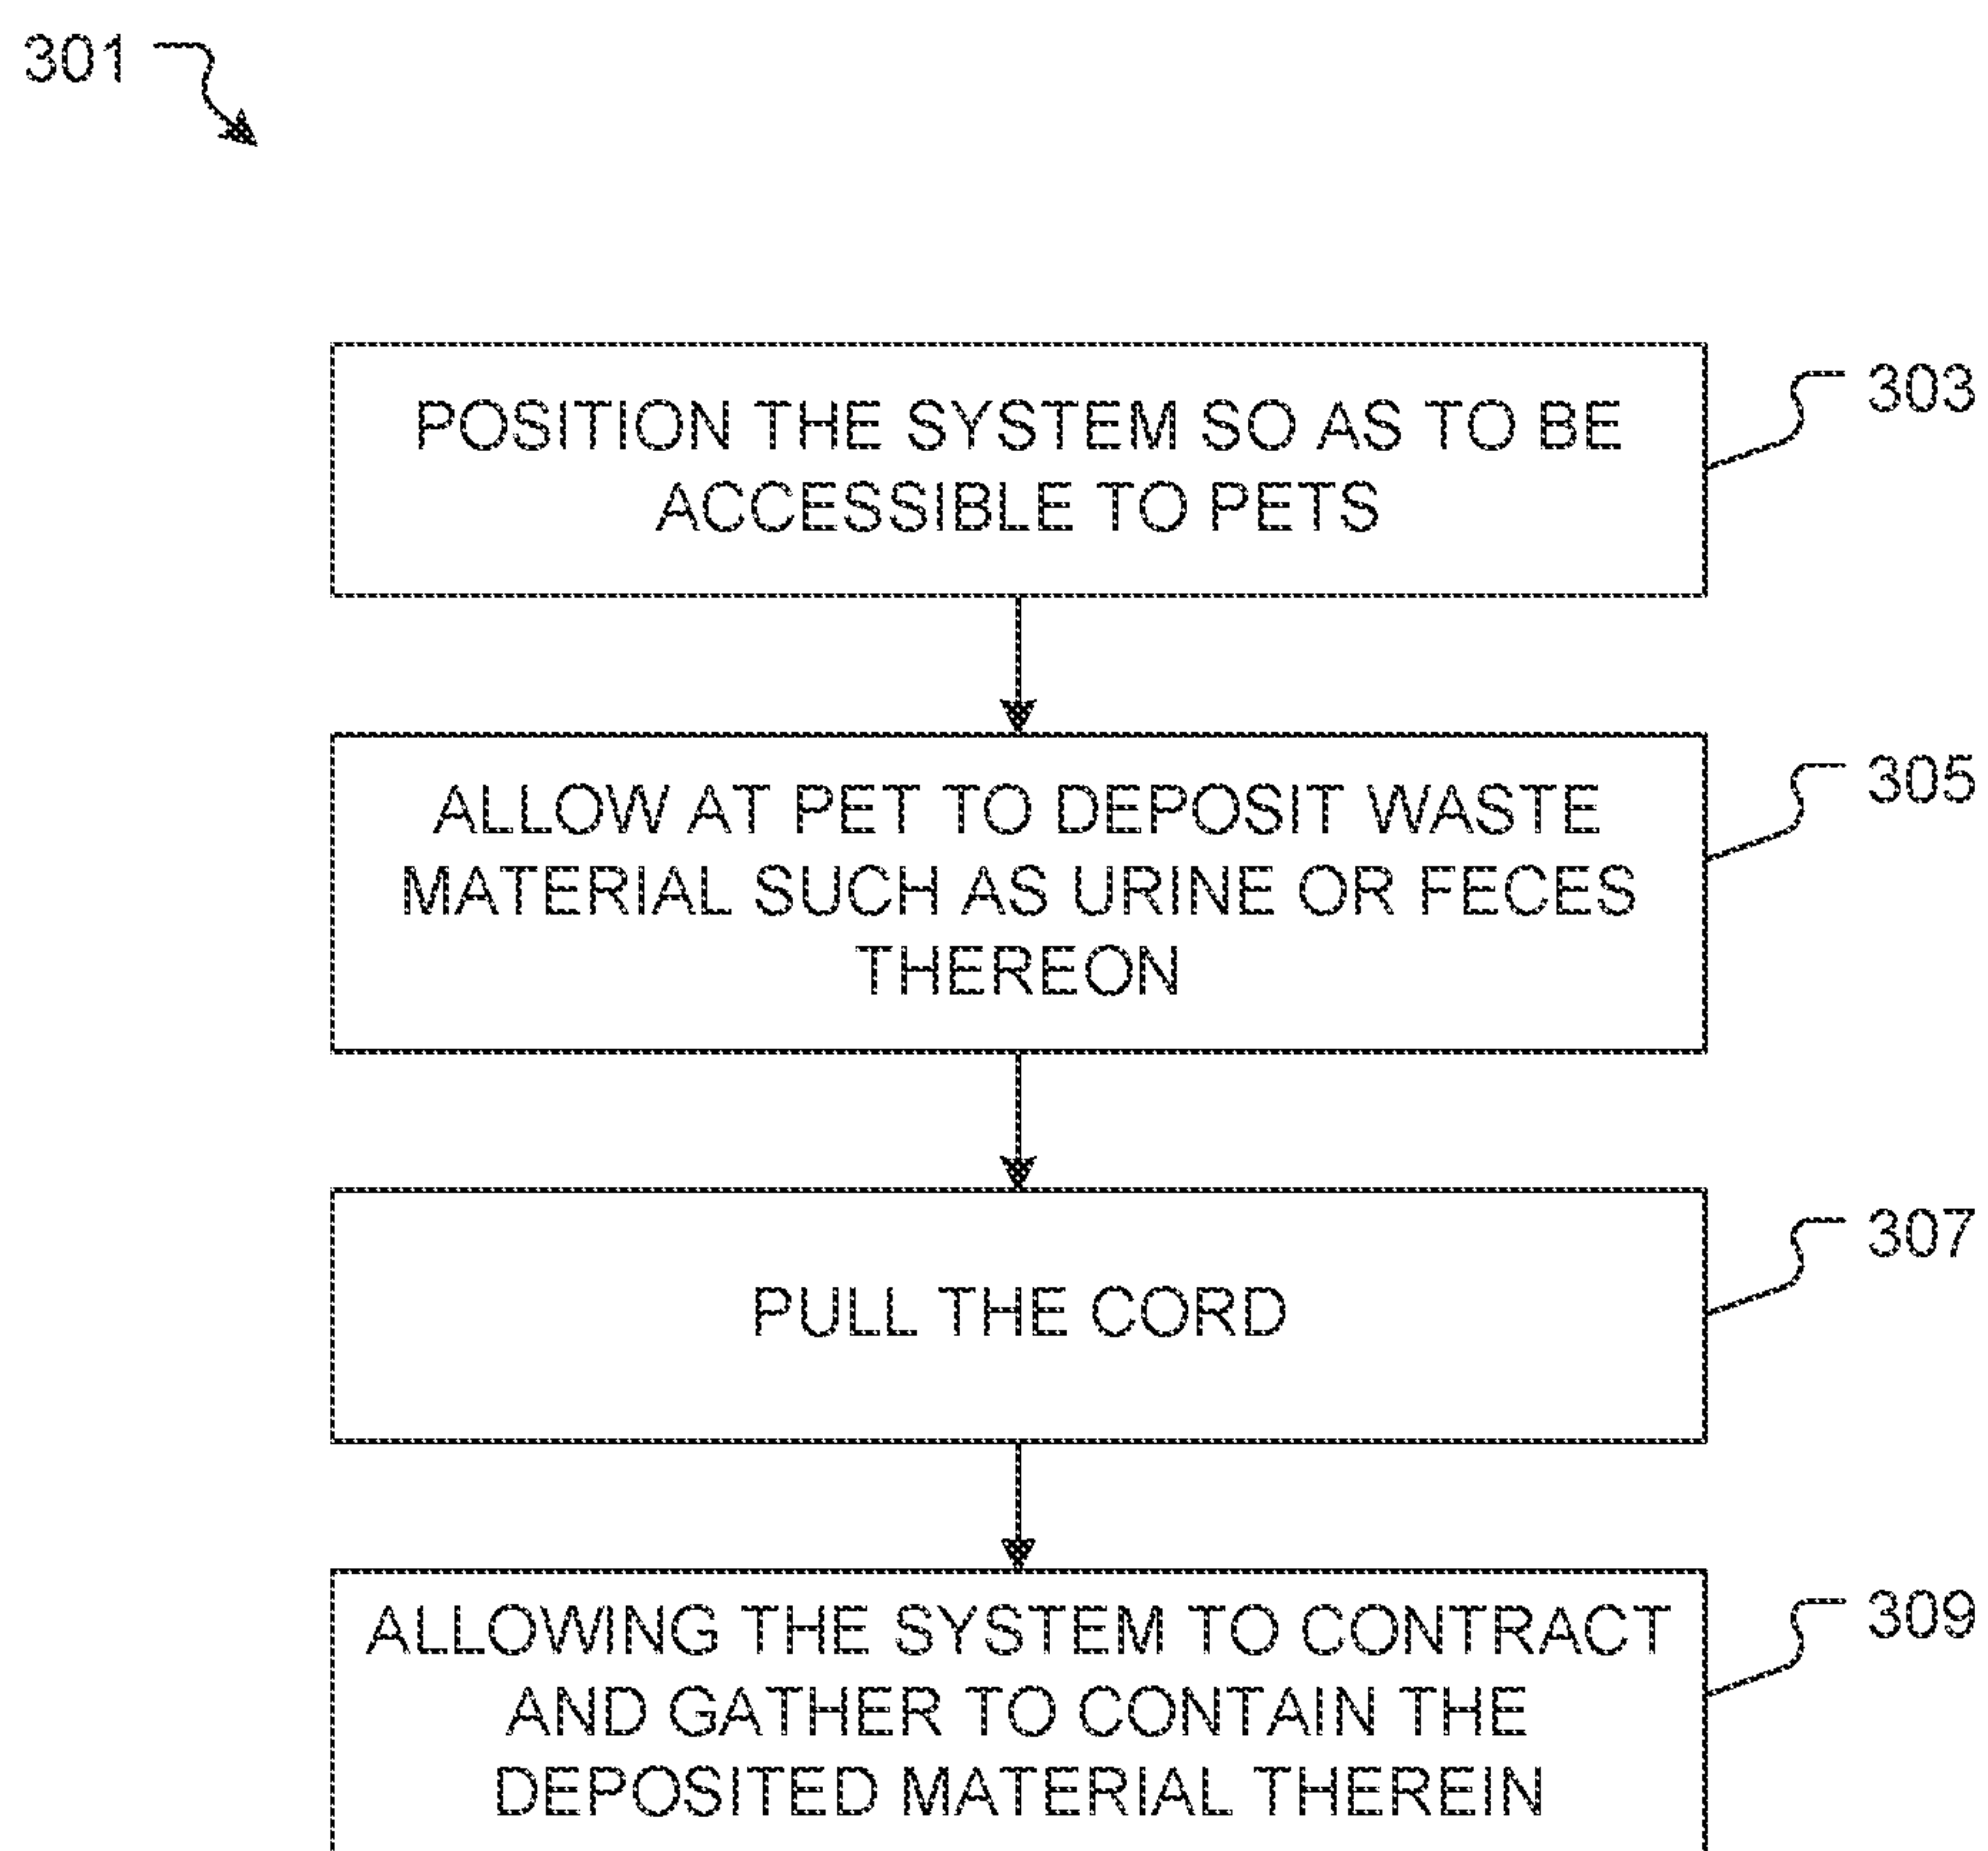 301
POSITION THE SYSTEM SO AS TO BE
ACCESSIBLE TO PETS
303
ALLOW AT PET TO DEPOSIT WASTE
MATERIAL SUCH AS URINE OR FECES
THEREON
305
PULL THE CORD
307
ALLOWING THE SYSTEM TO CONTRACT
AND GATHER TO CONTAIN THE
DEPOSITED MATERIAL THEREIN
309